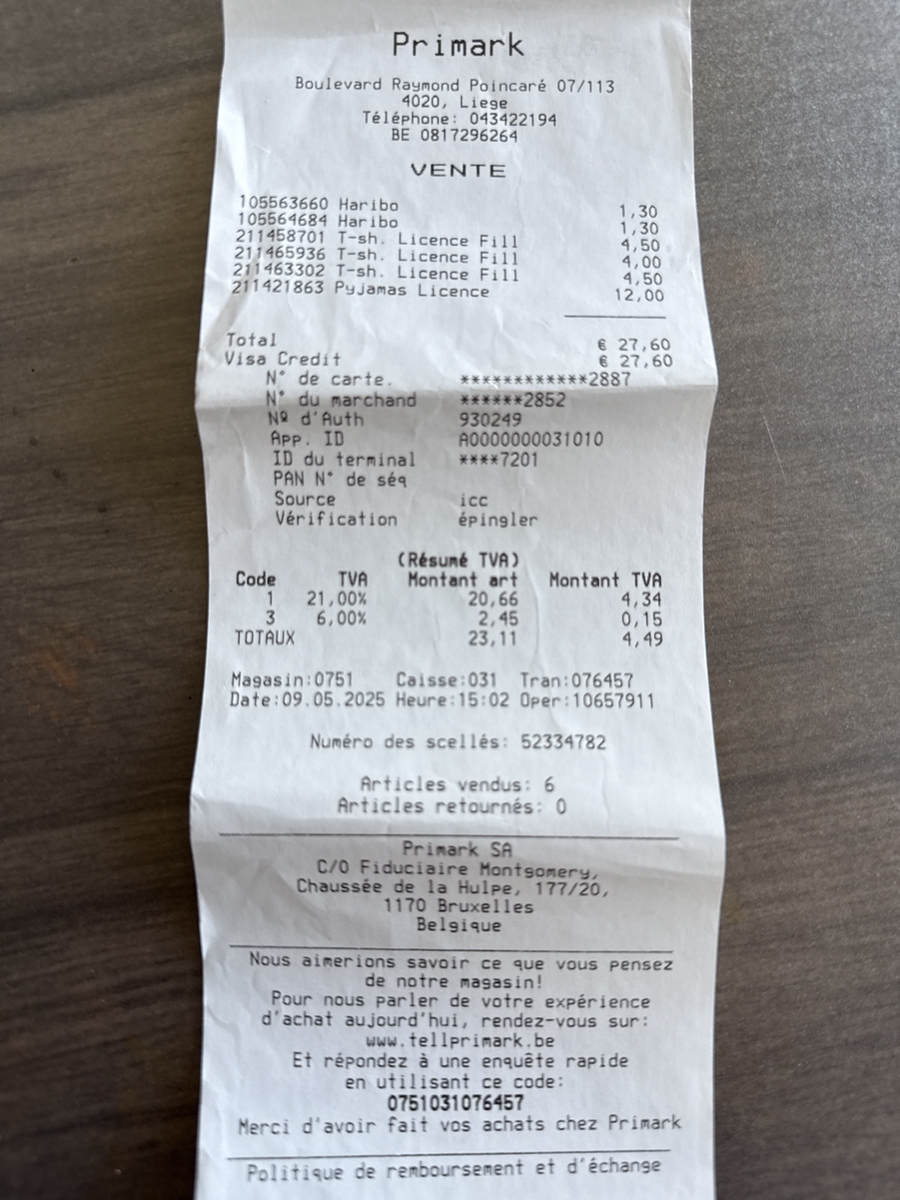 Primark
Boulevard Raymond Poincaré 07/113
4020, Liege
Téléphone: 043422194
BE 0817296264
VENTE
105563660 Haribo 1,30
105564684 Haribo 1,30
211458701 T-sh. Licence Fill 4,50
211465936 T-sh. Licence Fill 4,00
211463302 T-sh. Licence Fill 4,50
211421863 Pyjamas Licence 12,00
Total € 27,60
Visa Credit € 27,60
N° de carte. ************2887
N° du marchand ******2852
Nº d'Auth 930249
App. ID A0000000031010
ID du terminal ****7201
PAN N° de séq
Source icc
Vérification épingler
(Résumé TVA)
Code TVA Montant art Montant TVA
1 21,00% 20,66 4,34
3 6,00% 2,45 0,15
TOTAUX 23,11 4,49
Magasin:0751 Caisse:031 Tran:076457
Date:09.05.2025 Heure:15:02 Oper:10657911
Numéro des scellés: 52334782
Articles vendus: 6
Articles retournés: 0
Primark SA
C/O Fiduciaire Montgomery,
Chaussée de la Hulpe, 177/20,
1170 Bruxelles
Belgique
Nous aimerions savoir ce que vous pensez
de notre magasin!
Pour nous parler de votre expérience
d'achat aujourd'hui, rendez-vous sur:
www.tellprimark.be
Et répondez à une enquête rapide
en utilisant ce code:
0751031076457
Merci d'avoir fait vos achats chez Primark
Politique de remboursement et d'échange